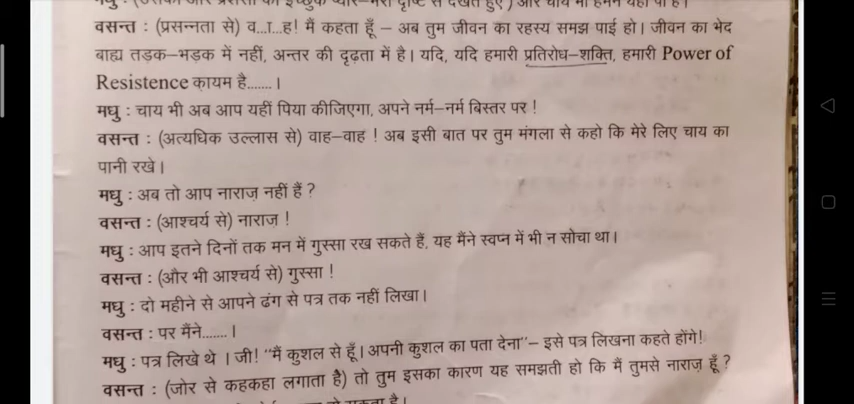 वसन्त : (प्रसन्नता से) व...ा...ह! मैं कहता हूँ – अब तुम जीवन का रहस्य समझ पाई हो। जीवन का भेद
बाह्य तड़क–भड़क में नहीं, अन्तर की दृढ़ता में है। यदि, यदि हमारी प्रतिरोध–शक्ति, हमारी Power of
Resistence क़ायम है.......।
मधु : चाय भी अब आप यहीं पिया कीजिएगा, अपने नर्म–नर्म बिस्तर पर !
वसन्त : (अत्यधिक उल्लास से) वाह–वाह ! अब इसी बात पर तुम मंगला से कहो कि मेरे लिए चाय का
पानी रखे।
मधु : अब तो आप नाराज़ नहीं हैं ?
वसन्त : (आश्चर्य से) नाराज़ !
मधु : आप इतने दिनों तक मन में गुस्सा रख सकते हैं, यह मैंने स्वप्न में भी न सोचा था।
वसन्त : (और भी आश्चर्य से) गुस्सा !
मधु : दो महीने से आपने ढंग से पत्र तक नहीं लिखा।
वसन्त : पर मैंने.......।
मधु : पत्र लिखे थे । जी! "मैं कुशल से हूँ। अपनी कुशल का पता देना"– इसे पत्र लिखना कहते होंगे!
वसन्त : (जोर से कहकहा लगाता है) तो तुम इसका कारण यह समझती हो कि मैं तुमसे नाराज़ हूँ ?